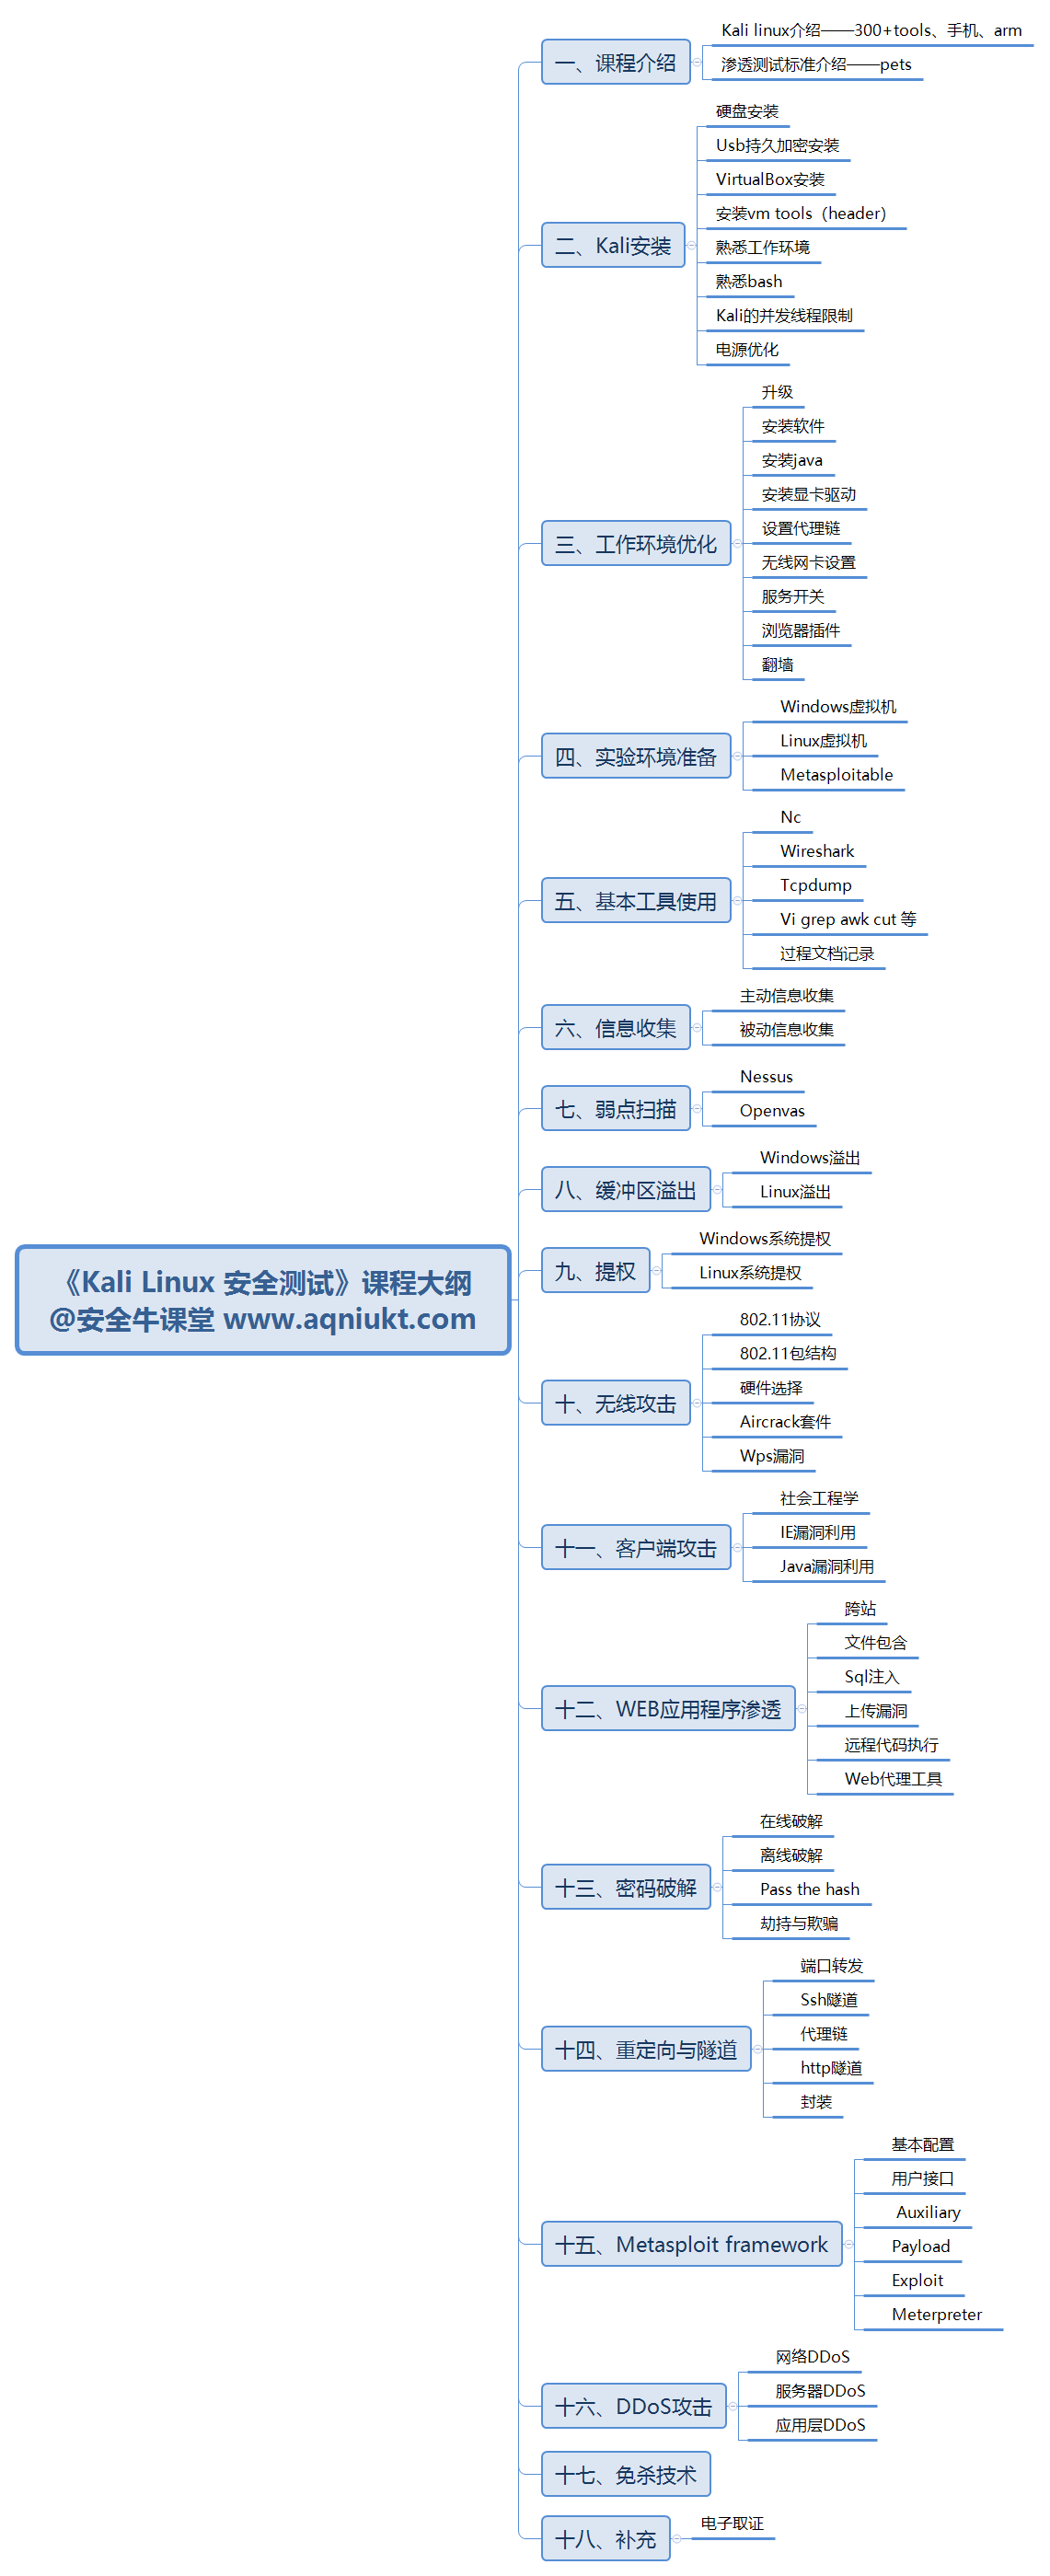 《Kali Linux 安全测试》课程大纲
@安全牛课堂 www.aqniukt.com
一、课程介绍
Kali linux介绍——300+tools、手机、arm
渗透测试标准介绍——pets
二、Kali安装
硬盘安装
Usb持久加密安装
VirtualBox安装
安装vm tools（header）
熟悉工作环境
熟悉bash
Kali的并发线程限制
电源优化
三、工作环境优化
升级
安装软件
安装java
安装显卡驱动
设置代理链
无线网卡设置
服务开关
浏览器插件
翻墙
四、实验环境准备
Windows虚拟机
Linux虚拟机
Metasploitable
五、基本工具使用
Nc
Wireshark
Tcpdump
Vi grep awk cut 等
过程文档记录
六、信息收集
主动信息收集
被动信息收集
七、弱点扫描
Nessus
Openvas
八、缓冲区溢出
Windows溢出
Linux溢出
九、提权
Windows系统提权
Linux系统提权
十、无线攻击
802.11协议
802.11包结构
硬件选择
Aircrack套件
Wps漏洞
十一、客户端攻击
社会工程学
IE漏洞利用
Java漏洞利用
十二、WEB应用程序渗透
跨站
文件包含
Sql注入
上传漏洞
远程代码执行
Web代理工具
十三、密码破解
在线破解
离线破解
Pass the hash
劫持与欺骗
十四、重定向与隧道
端口转发
Ssh隧道
代理链
http隧道
封装
十五、Metasploit framework
基本配置
用户接口
Auxiliary
Payload
Exploit
Meterpreter
十六、DDoS攻击
网络DDoS
服务器DDoS
应用层DDoS
十七、免杀技术
十八、补充
电子取证